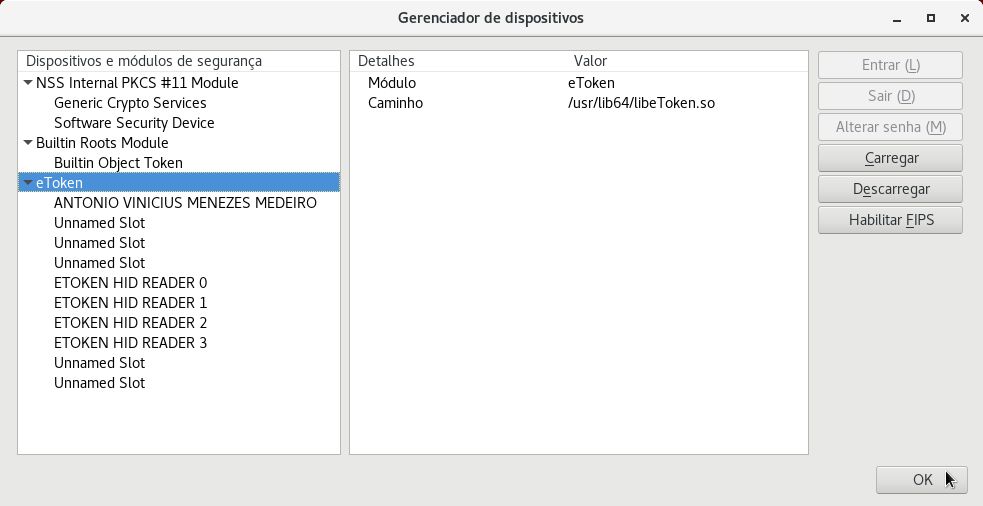 Gerenciador de dispositivos
Dispositivos e módulos de segurança
NSS Internal PKCS #11 Module
Generic Crypto Services
Software Security Device
Builtin Roots Module
Builtin Object Token
eToken
ANTONIO VINICIUS MENEZES MEDEIRO
Unnamed Slot
Unnamed Slot
Unnamed Slot
ETOKEN HID READER 0
ETOKEN HID READER 1
ETOKEN HID READER 2
ETOKEN HID READER 3
Unnamed Slot
Unnamed Slot
Detalhes Valor
Módulo eToken
Caminho /usr/lib64/libeToken.so
Entrar (L)
Sair (D)
Alterar senha (M)
Carregar
Descarregar
Habilitar FIPS
OK